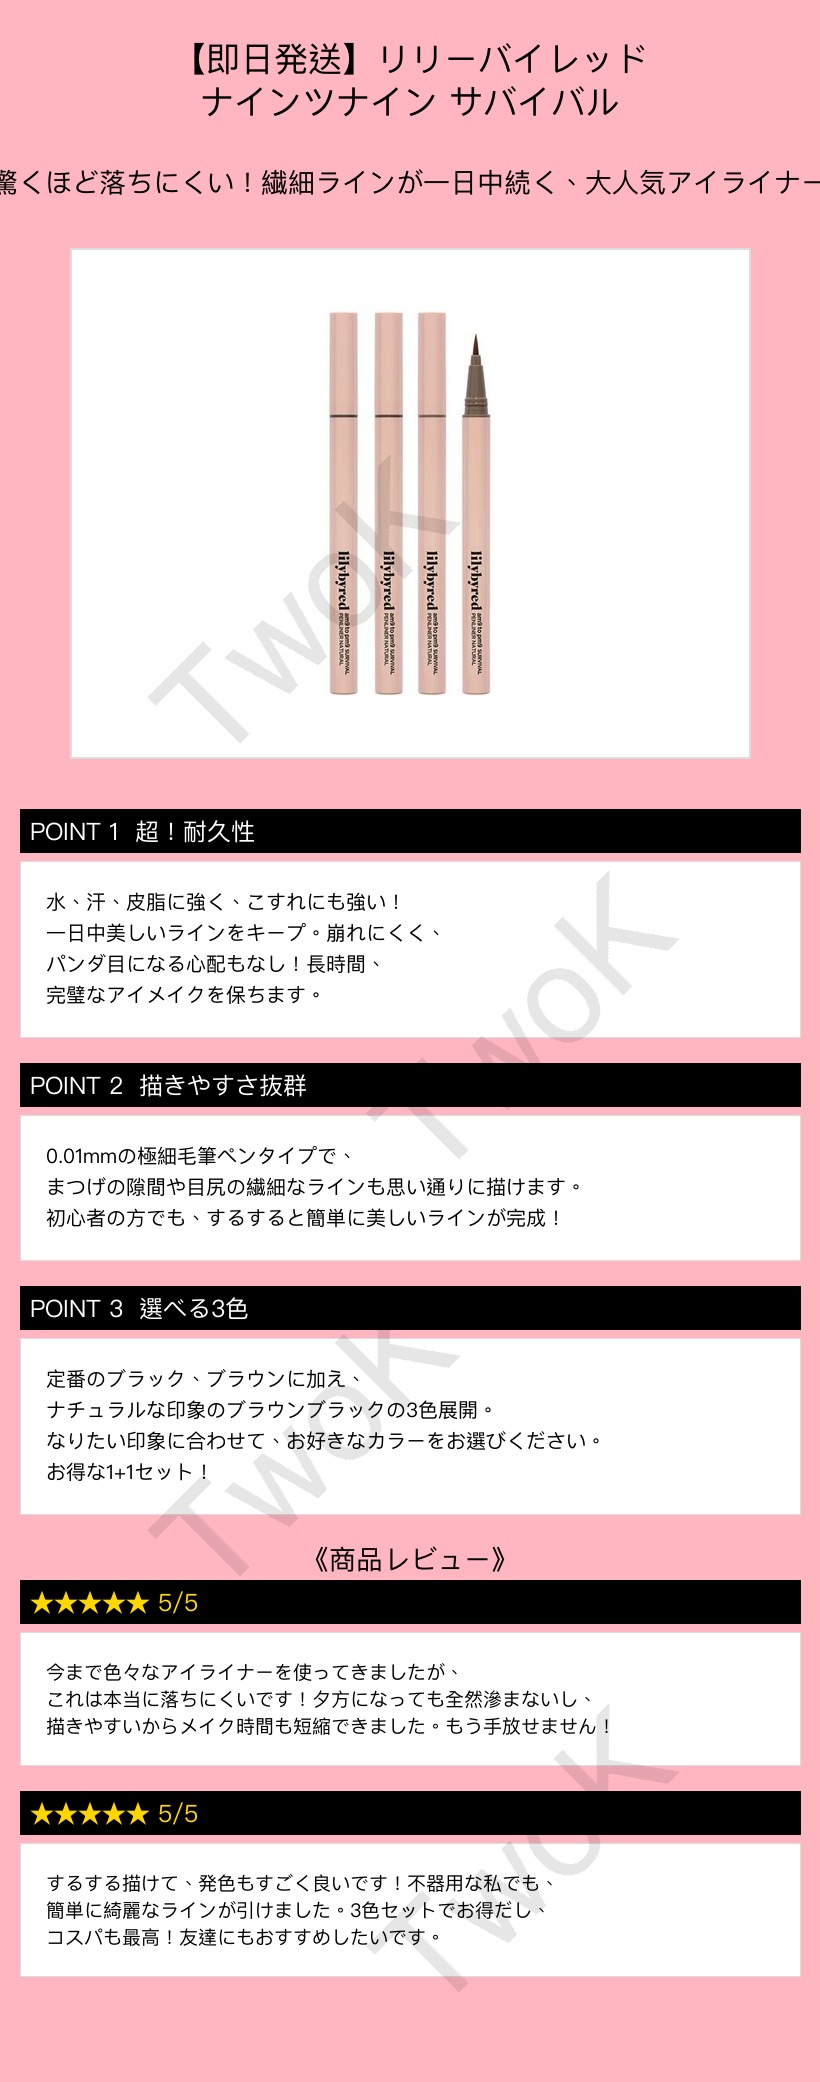 【即日発送】リリーバイレッド
ナインツナイン サバイバル
驚くほど落ちにくい！繊細ラインが一日中続く、大人気アイライナー
lilybyred am9 to pm9 SURVIVAL PENLINER NATURAL
lilybyred am9 to pm9 SURVIVAL PENLINER NATURAL
lilybyred am9 to pm9 SURVIVAL PENLINER NATURAL
lilybyred am9 to pm9 SURVIVAL PENLINER NATURAL
TwoK
POINT 1 超！耐久性
水、汗、皮脂に強く、こすれにも強い！
一日中美しいラインをキープ。崩れにくく、
パンダ目になる心配もなし！長時間、
完璧なアイメイクを保ちます。
TwoK
POINT 2 描きやすさ抜群
0.01mmの極細毛筆ペンタイプで、
まつげの隙間や目尻の繊細なラインも思い通りに描けます。
初心者の方でも、するすると簡単に美しいラインが完成！
POINT 3 選べる3色
定番のブラック、ブラウンに加え、
ナチュラルな印象のブラウンブラックの3色展開。
なりたい印象に合わせて、お好きなカラーをお選びください。
お得な1+1セット！
TwoK
《商品レビュー》
★★★★★ 5/5
今まで色々なアイライナーを使ってきましたが、
これは本当に落ちにくいです！夕方になっても全然滲まないし、
描きやすいからメイク時間も短縮できました。もう手放せません！
★★★★★ 5/5
するする描けて、発色もすごく良いです！不器用な私でも、
簡単に綺麗なラインが引けました。3色セットでお得だし、
コスパも最高！友達にもおすすめしたいです。
TwoK